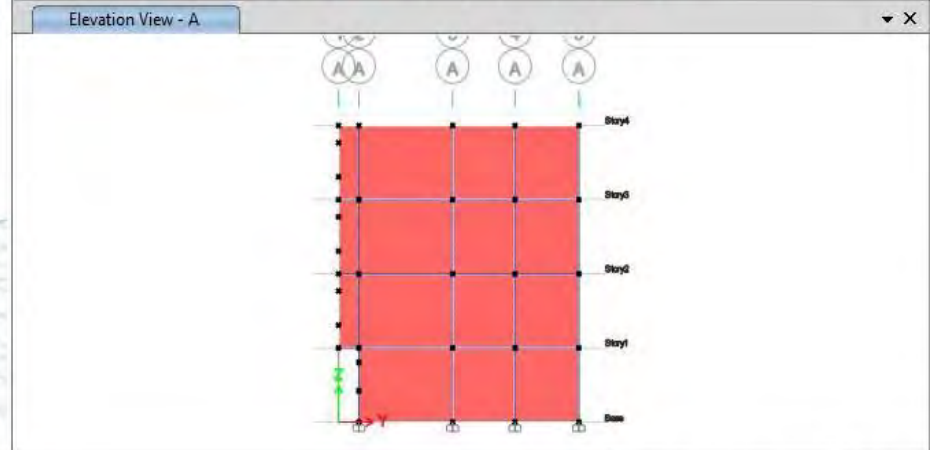 Elevation View - A
A A A A A
Story4
Story3
Story2
Story1
Base
Z
Y